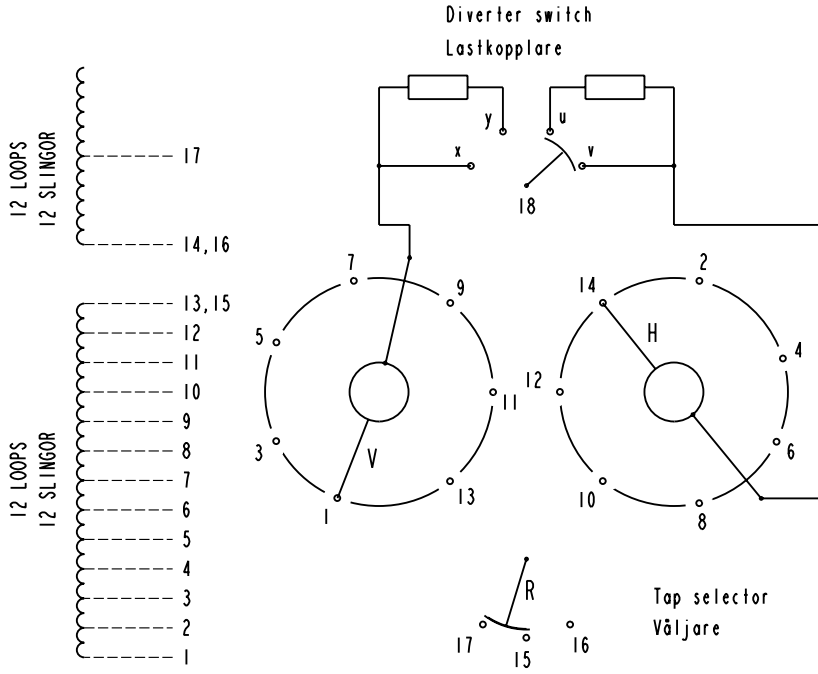 Diverter switch
Lastkopplare
y
u
x
v
18
12 LOOPS
12 SLINGOR
17
14,16
13,15
12
11
10
9
8
7
6
5
4
3
2
1
12 LOOPS
12 SLINGOR
7
9
5
11
3
V
13
1
2
14
H
4
12
6
10
8
R
17
15
16
Tap selector
Väljare